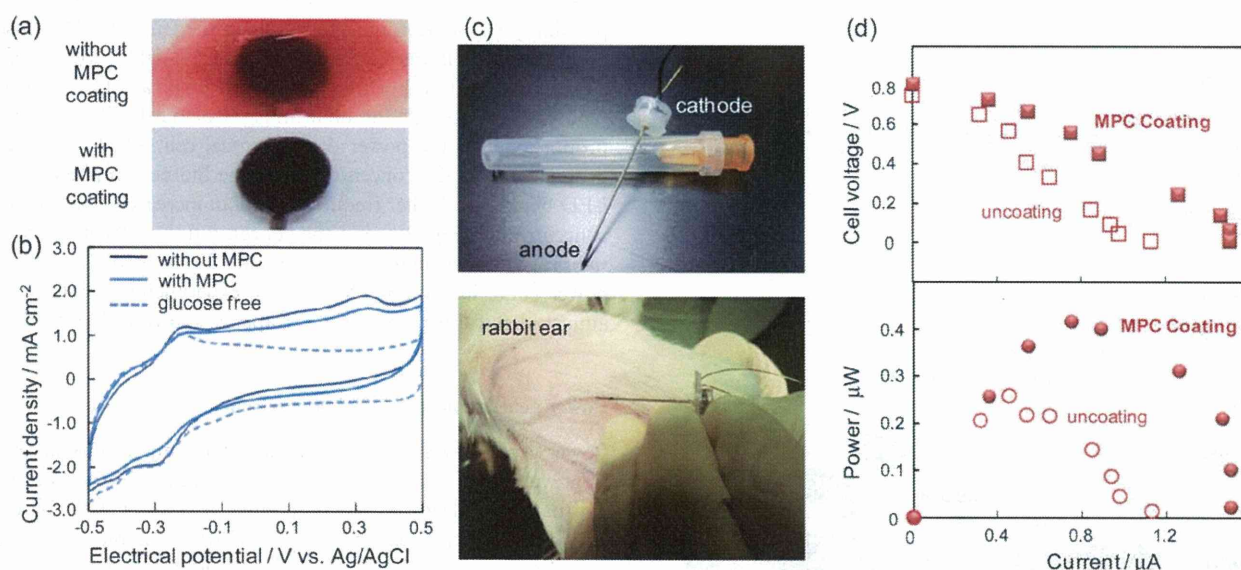 (a)
without
MPC
coating
with
MPC
coating
(b)
3.0
2.0
1.0
0
-1.0
-2.0
-3.0
Current density / mA cm⁻²
without MPC
with MPC
glucose free
-0.5
-0.3
-0.1
0.1
0.3
0.5
Electrical potential / V vs. Ag/AgCl
(c)
cathode
anode
rabbit ear
(d)
0.8
0.6
0.4
0.2
0
Cell voltage / V
MPC Coating
uncoating
0.4
0.3
0.2
0.1
0
Power / μW
MPC Coating
uncoating
0
0.4
0.8
1.2
Current / μA